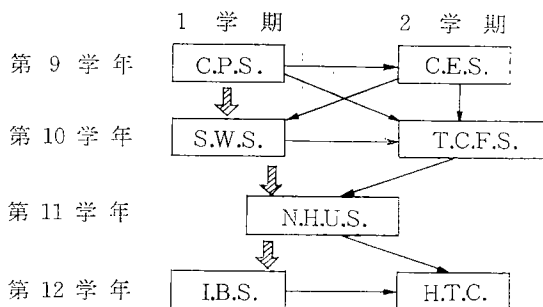 1 学 期 2 学 期
第 9 学 年 C.P.S. C.E.S.
第 10 学 年 S.W.S. T.C.F.S.
第 11 学 年 N.H.U.S.
第 12 学 年 I.B.S. H.T.C.